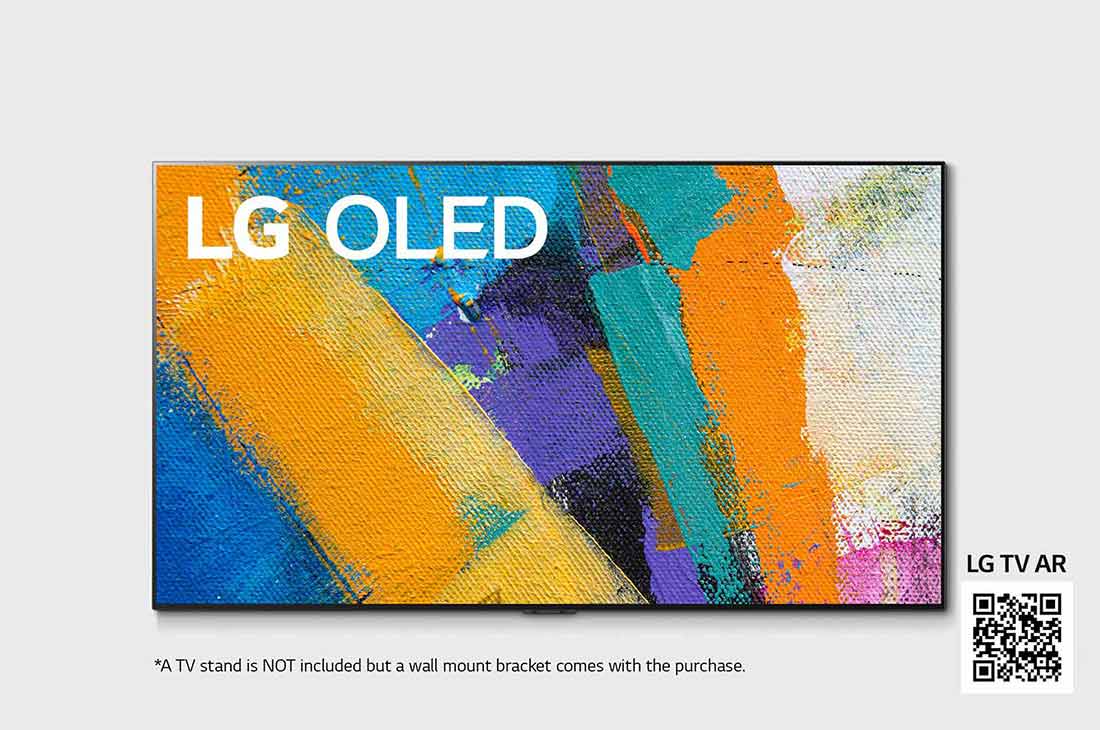 LG OLED
LG TV AR
*A TV stand is NOT included but a wall mount bracket comes with the purchase.